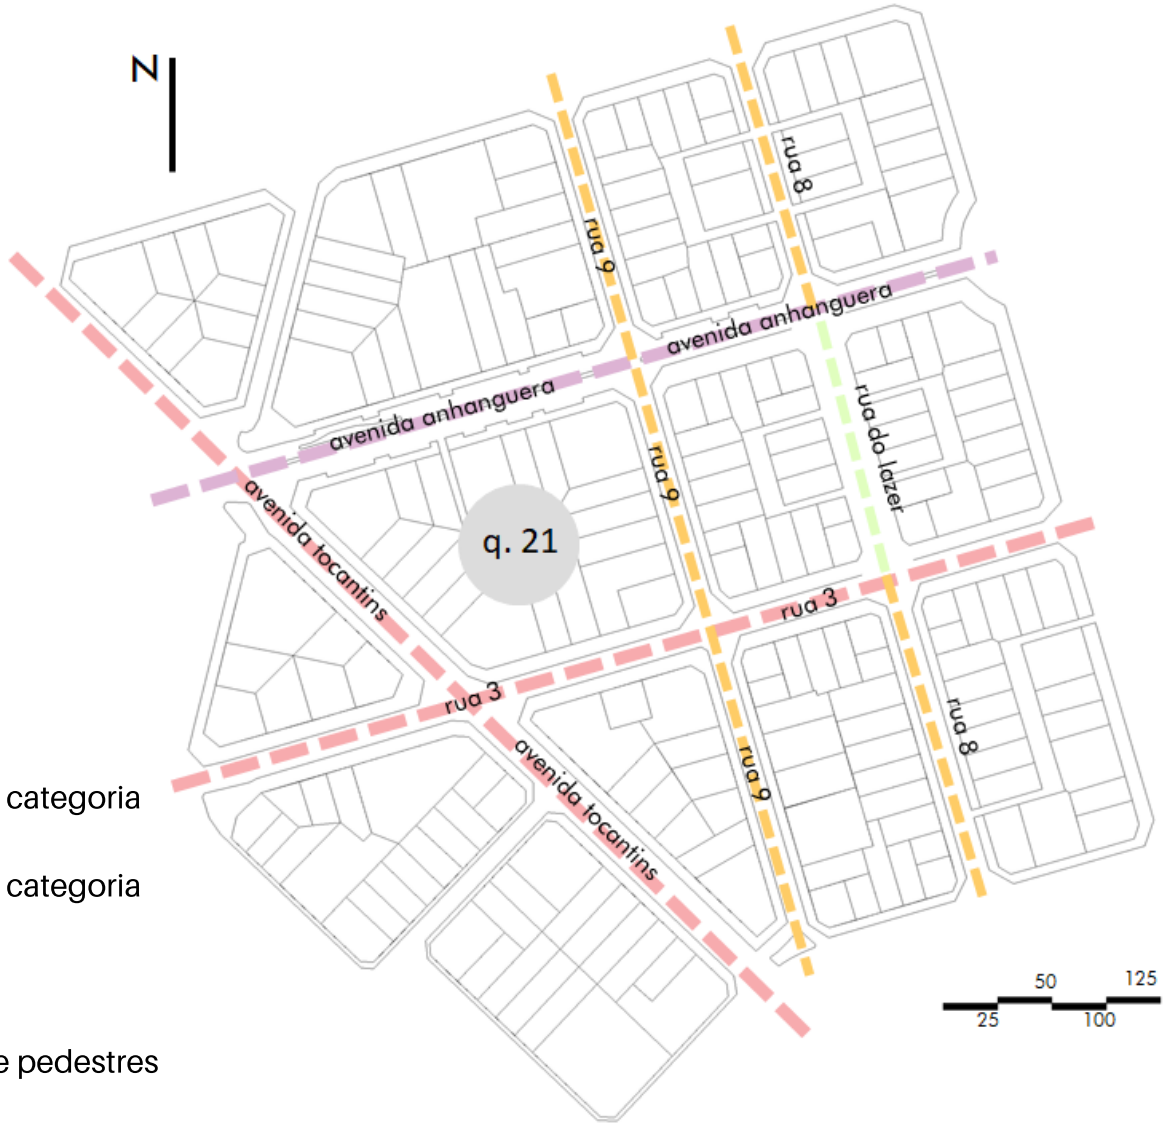 N
rua 8
rua 9
avenida anhanguera
avenida anhanguera
rua do lazer
rua 9
avenida tocantins
q. 21
rua 3
rua 3
rua 8
avenida tocantins
rua 9
categoria
categoria
50
125
25
100
e pedestres